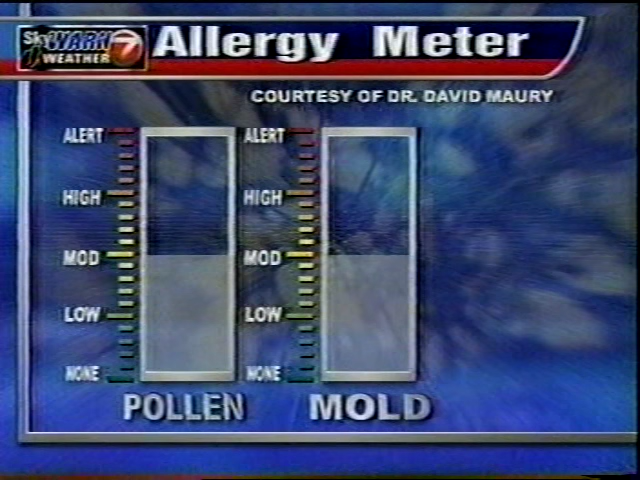 SkyWARN 7
WEATHER
Allergy Meter
COURTESY OF DR. DAVID MAURY
ALERT
HIGH
MOD
LOW
NONE
ALERT
HIGH
MOD
LOW
NONE
POLLEN
MOLD